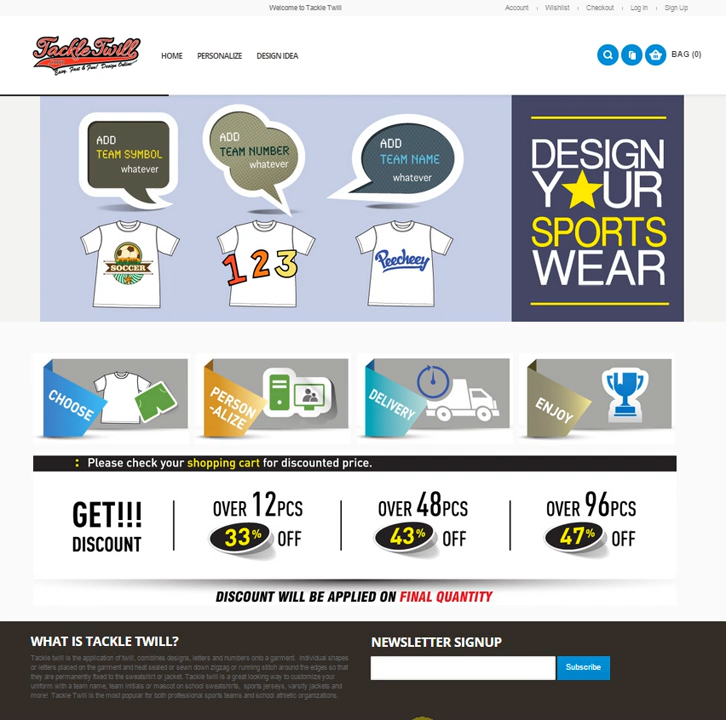 Welcome to Tackle Twill
Account
Wishlist
Checkout
Log In
Sign Up
Tackle Twill
Easy, Fast & Fun! Design Online
HOME
PERSONALIZE
DESIGN IDEA
BAG (0)
ADD
TEAM SYMBOL
whatever
ADD
TEAM NUMBER
whatever
ADD
TEAM NAME
whatever
SOCCER
123
Peecheey
DESIGN
Y UR
SPORTS
WEAR
CHOOSE
PERSON
-ALIZE
DELIVERY
ENJOY
: Please check your shopping cart for discounted price.
GET!!!
DISCOUNT
OVER 12PCS
33% OFF
OVER 48PCS
43% OFF
OVER 96PCS
47% OFF
DISCOUNT WILL BE APPLIED ON FINAL QUANTITY
WHAT IS TACKLE TWILL?
Tackle twill is the application of twill, combines designs, letters and numbers onto a garment. Individual shapes
or letters placed on the garment and heat sealed or sewn down zigzag or running stitch around the edges so that
they are permanently fixed to the sweatshirt or jacket. Tackle twill is a great looking way to customize your
uniform with a team name, team initials or mascot on school sweatshirts, sports jerseys, varsity jackets and
more! Tackle Twill is the most popular for both professional sports teams and school athletic organizations.
NEWSLETTER SIGNUP
Subscribe